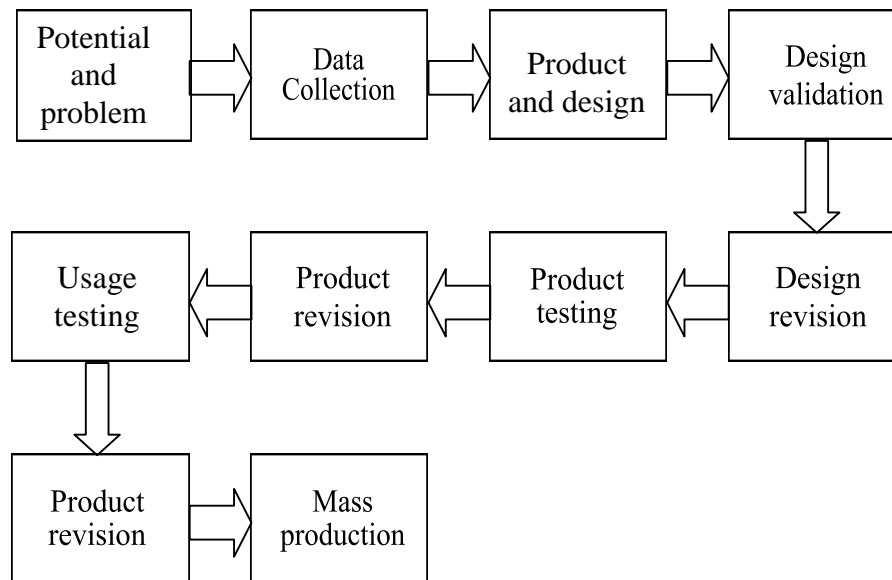 Potential
and
problem
Data
Collection
Product
and design
Design
validation
Design
revision
Product
testing
Product
revision
Usage
testing
Product
revision
Mass
production